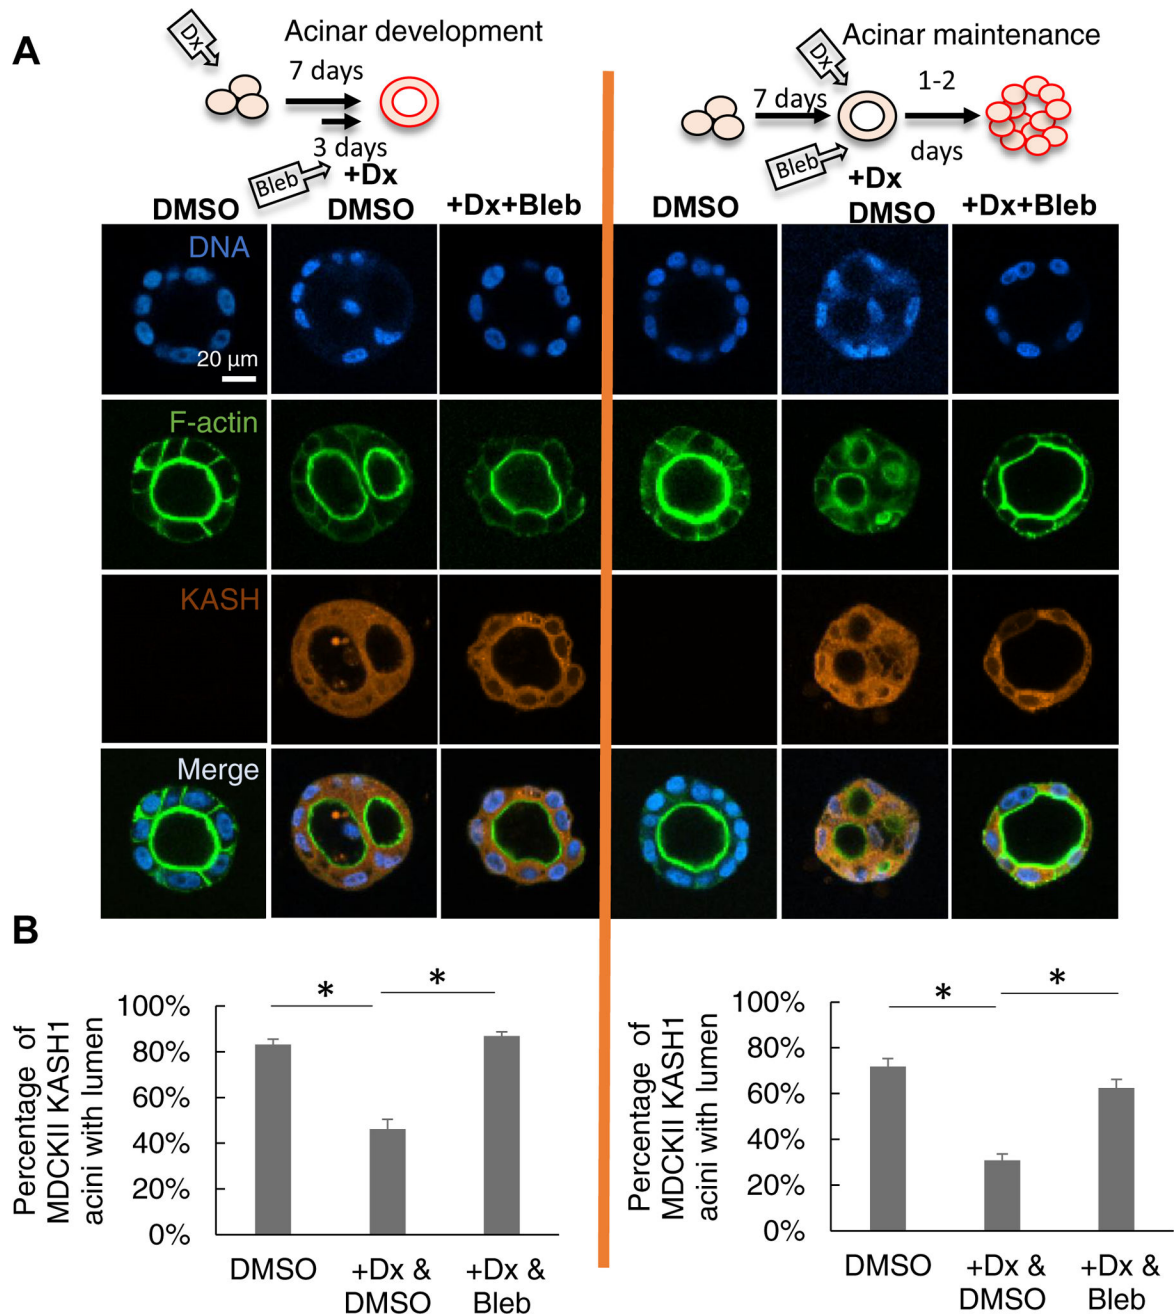 A
Acinar development
Dx
7 days
3 days
Bleb
+Dx
DMSO
DMSO
+Dx+Bleb
Acinar maintenance
Dx
7 days
1-2
days
Bleb
+Dx
DMSO
DMSO
+Dx+Bleb
DNA
20 µm
F-actin
KASH
Merge
B
Percentage of
MDCKII KASH1
acini with lumen
100%
80%
60%
40%
20%
0%
*
*
DMSO
+Dx &
DMSO
+Dx &
Bleb
Percentage of
MDCKII KASH1
acini with lumen
100%
80%
60%
40%
20%
0%
*
*
DMSO
+Dx &
DMSO
+Dx &
Bleb